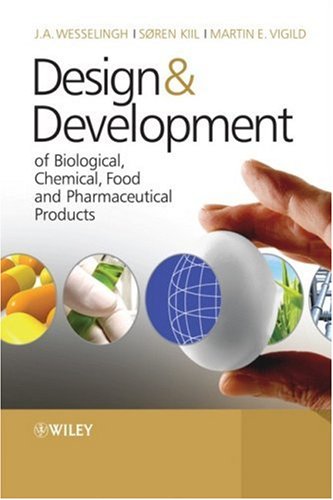 J.A. WESSELINGH | SØREN KIIL | MARTIN E. VIGILD
Design &
Development
of Biological,
Chemical, Food
and Pharmaceutical
Products
WILEY